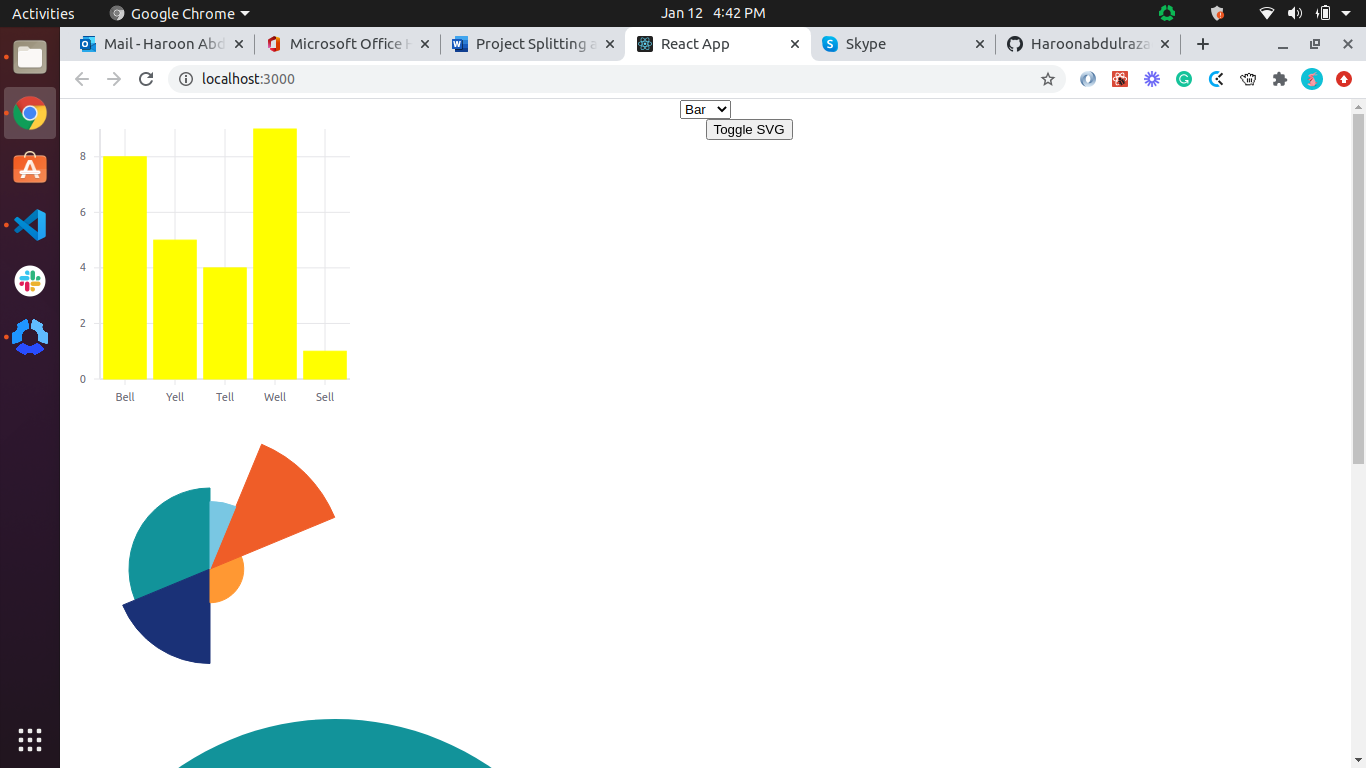 Activities Google Chrome Jan 12 4:42 PM
Mail - Haroon Abd Microsoft Office H Project Splitting a React App Skype Haroonabdulraza
localhost:3000
Bar
Toggle SVG
8
6
4
2
0
Bell Yell Tell Well Sell